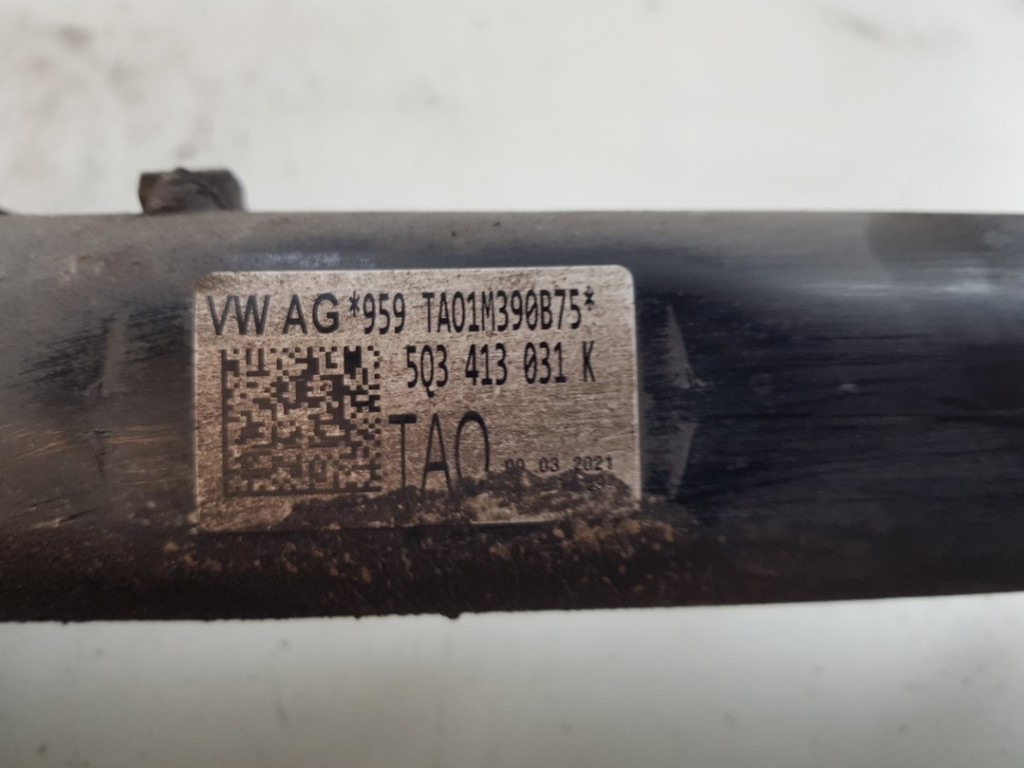 VW AG *959 TA01M390B75*
5Q3 413 031 K
TAO
03 2021